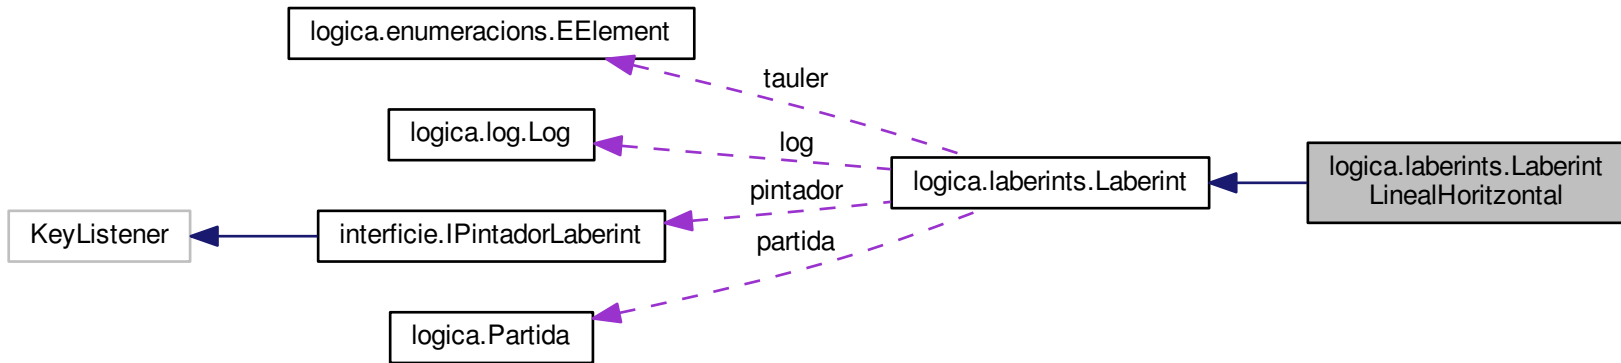 logica.enumeracions.EElement
tauler
logica.log.Log
log
logica.laberints.Laberint
LinealHoritzontal
logica.laberints.Laberint
pintador
KeyListener
interficie.IPintadorLaberint
partida
logica.Partida